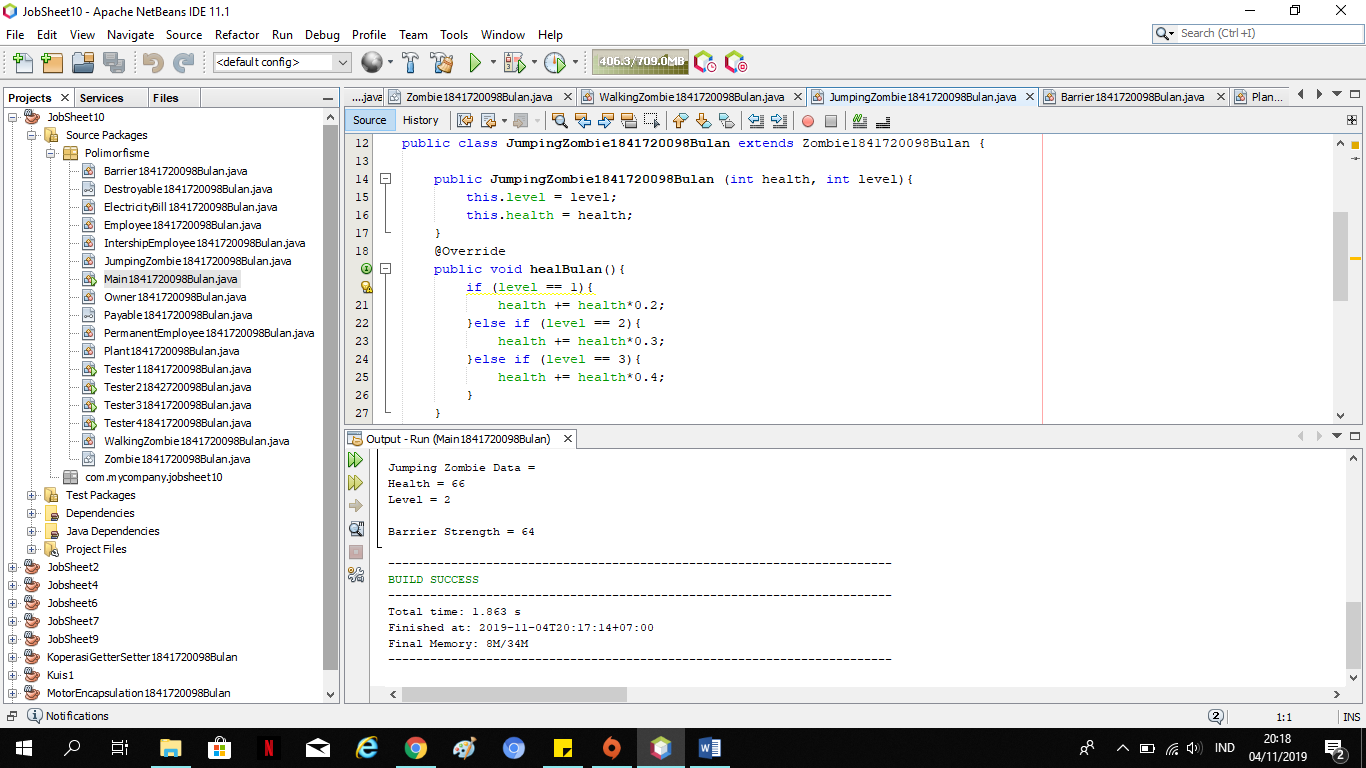 JobSheet10 - Apache NetBeans IDE 11.1
File Edit View Navigate Source Refactor Run Debug Profile Team Tools Window Help
Search (Ctrl+I)
<default config>
406.3/709.0MB
Projects Services Files
JobSheet10
Source Packages
Polimorfisme
Barrier1841720098Bulan.java
Destroyable1841720098Bulan.java
ElectricityBill1841720098Bulan.java
Employee1841720098Bulan.java
IntershipEmployee1841720098Bulan.java
JumpingZombie1841720098Bulan.java
Main1841720098Bulan.java
Owner1841720098Bulan.java
Payable1841720098Bulan.java
PermanentEmployee1841720098Bulan.java
Plant1841720098Bulan.java
Tester11841720098Bulan.java
Tester21842720098Bulan.java
Tester31841720098Bulan.java
Tester41841720098Bulan.java
WalkingZombie1841720098Bulan.java
Zombie1841720098Bulan.java
com.mycompany.jobsheet10
Test Packages
Dependencies
Java Dependencies
Project Files
JobSheet2
Jobsheet4
Jobsheet6
JobSheet7
JobSheet9
KoperasiGetterSetter1841720098Bulan
Kuis1
MotorEncapsulation1841720098Bulan
....java Zombie1841720098Bulan.java WalkingZombie1841720098Bulan.java JumpingZombie1841720098Bulan.java Barrier1841720098Bulan.java Plan...
Source History
12 public class JumpingZombie1841720098Bulan extends Zombie1841720098Bulan {
13
14 public JumpingZombie1841720098Bulan (int health, int level){
15 this.level = level;
16 this.health = health;
17 }
18 @Override
public void healBulan(){
if (level == 1){
21 health += health*0.2;
22 }else if (level == 2){
23 health += health*0.3;
24 }else if (level == 3){
25 health += health*0.4;
26 }
27 }
Output - Run (Main1841720098Bulan)
Jumping Zombie Data =
Health = 66
Level = 2
Barrier Strength = 64
------------------------------------------------------------------------
BUILD SUCCESS
------------------------------------------------------------------------
Total time: 1.863 s
Finished at: 2019-11-04T20:17:14+07:00
Final Memory: 8M/34M
------------------------------------------------------------------------
Notifications
2 1:1 INS
IND
20:18
04/11/2019
2